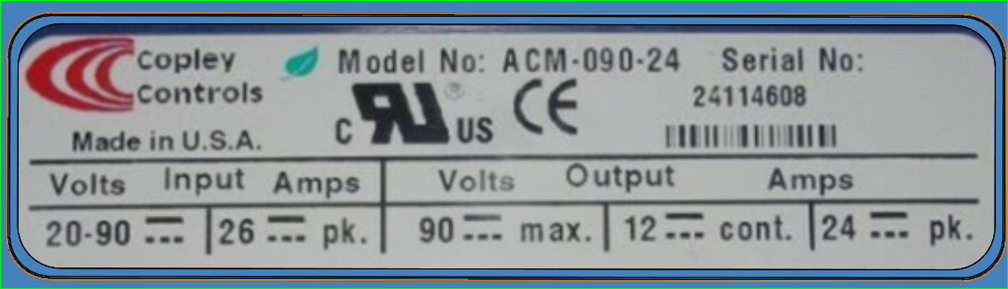 Copley Controls
Model No: ACM-090-24 Serial No:
24114608
Made in U.S.A.
C RU ® US CE
Volts Input Amps Volts Output Amps
20-90 ⎓ 26 ⎓ pk. 90 ⎓ max. 12 ⎓ cont. 24 ⎓ pk.